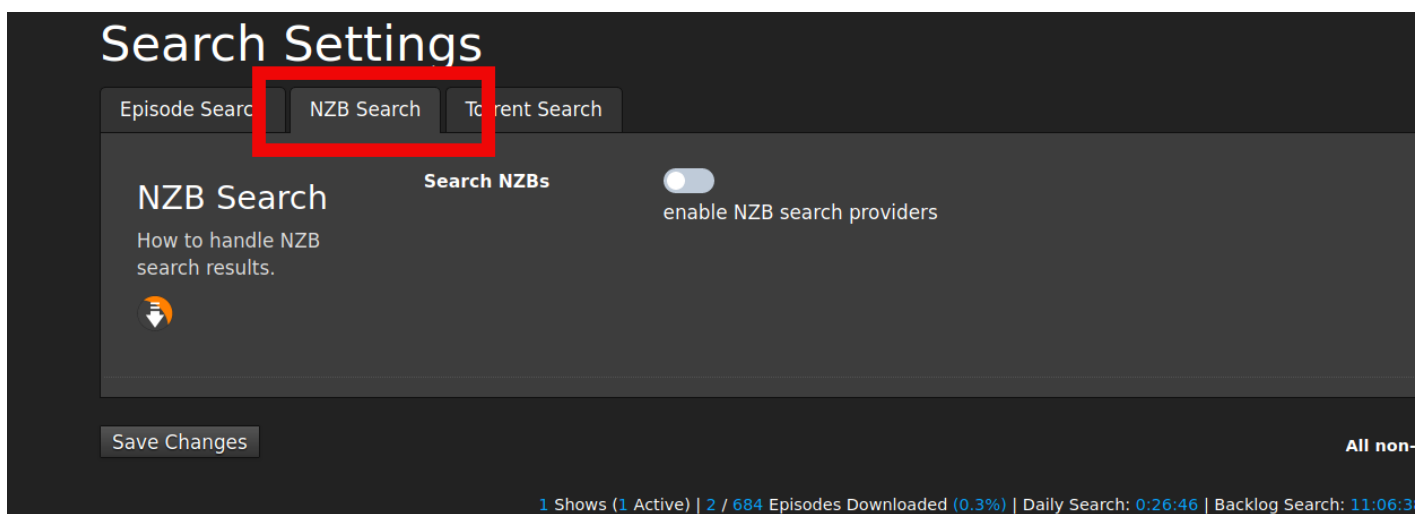 Search Settings
Episode Search NZB Search Torrent Search
NZB Search
How to handle NZB
search results.
Search NZBs
enable NZB search providers
Save Changes
All non-
1 Shows (1 Active) | 2 / 684 Episodes Downloaded (0.3%) | Daily Search: 0:26:46 | Backlog Search: 11:06:3